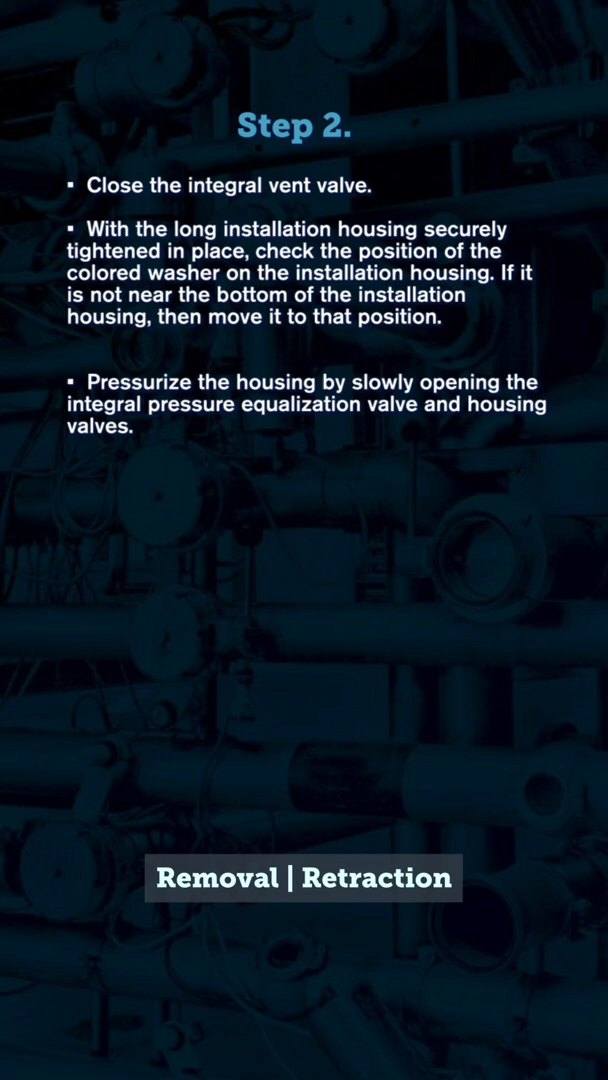 Step 2.
▪ Close the integral vent valve.
▪ With the long installation housing securely
tightened in place, check the position of the
colored washer on the installation housing. If it
is not near the bottom of the installation
housing, then move it to that position.
▪ Pressurize the housing by slowly opening the
integral pressure equalization valve and housing
valves.
Removal | Retraction